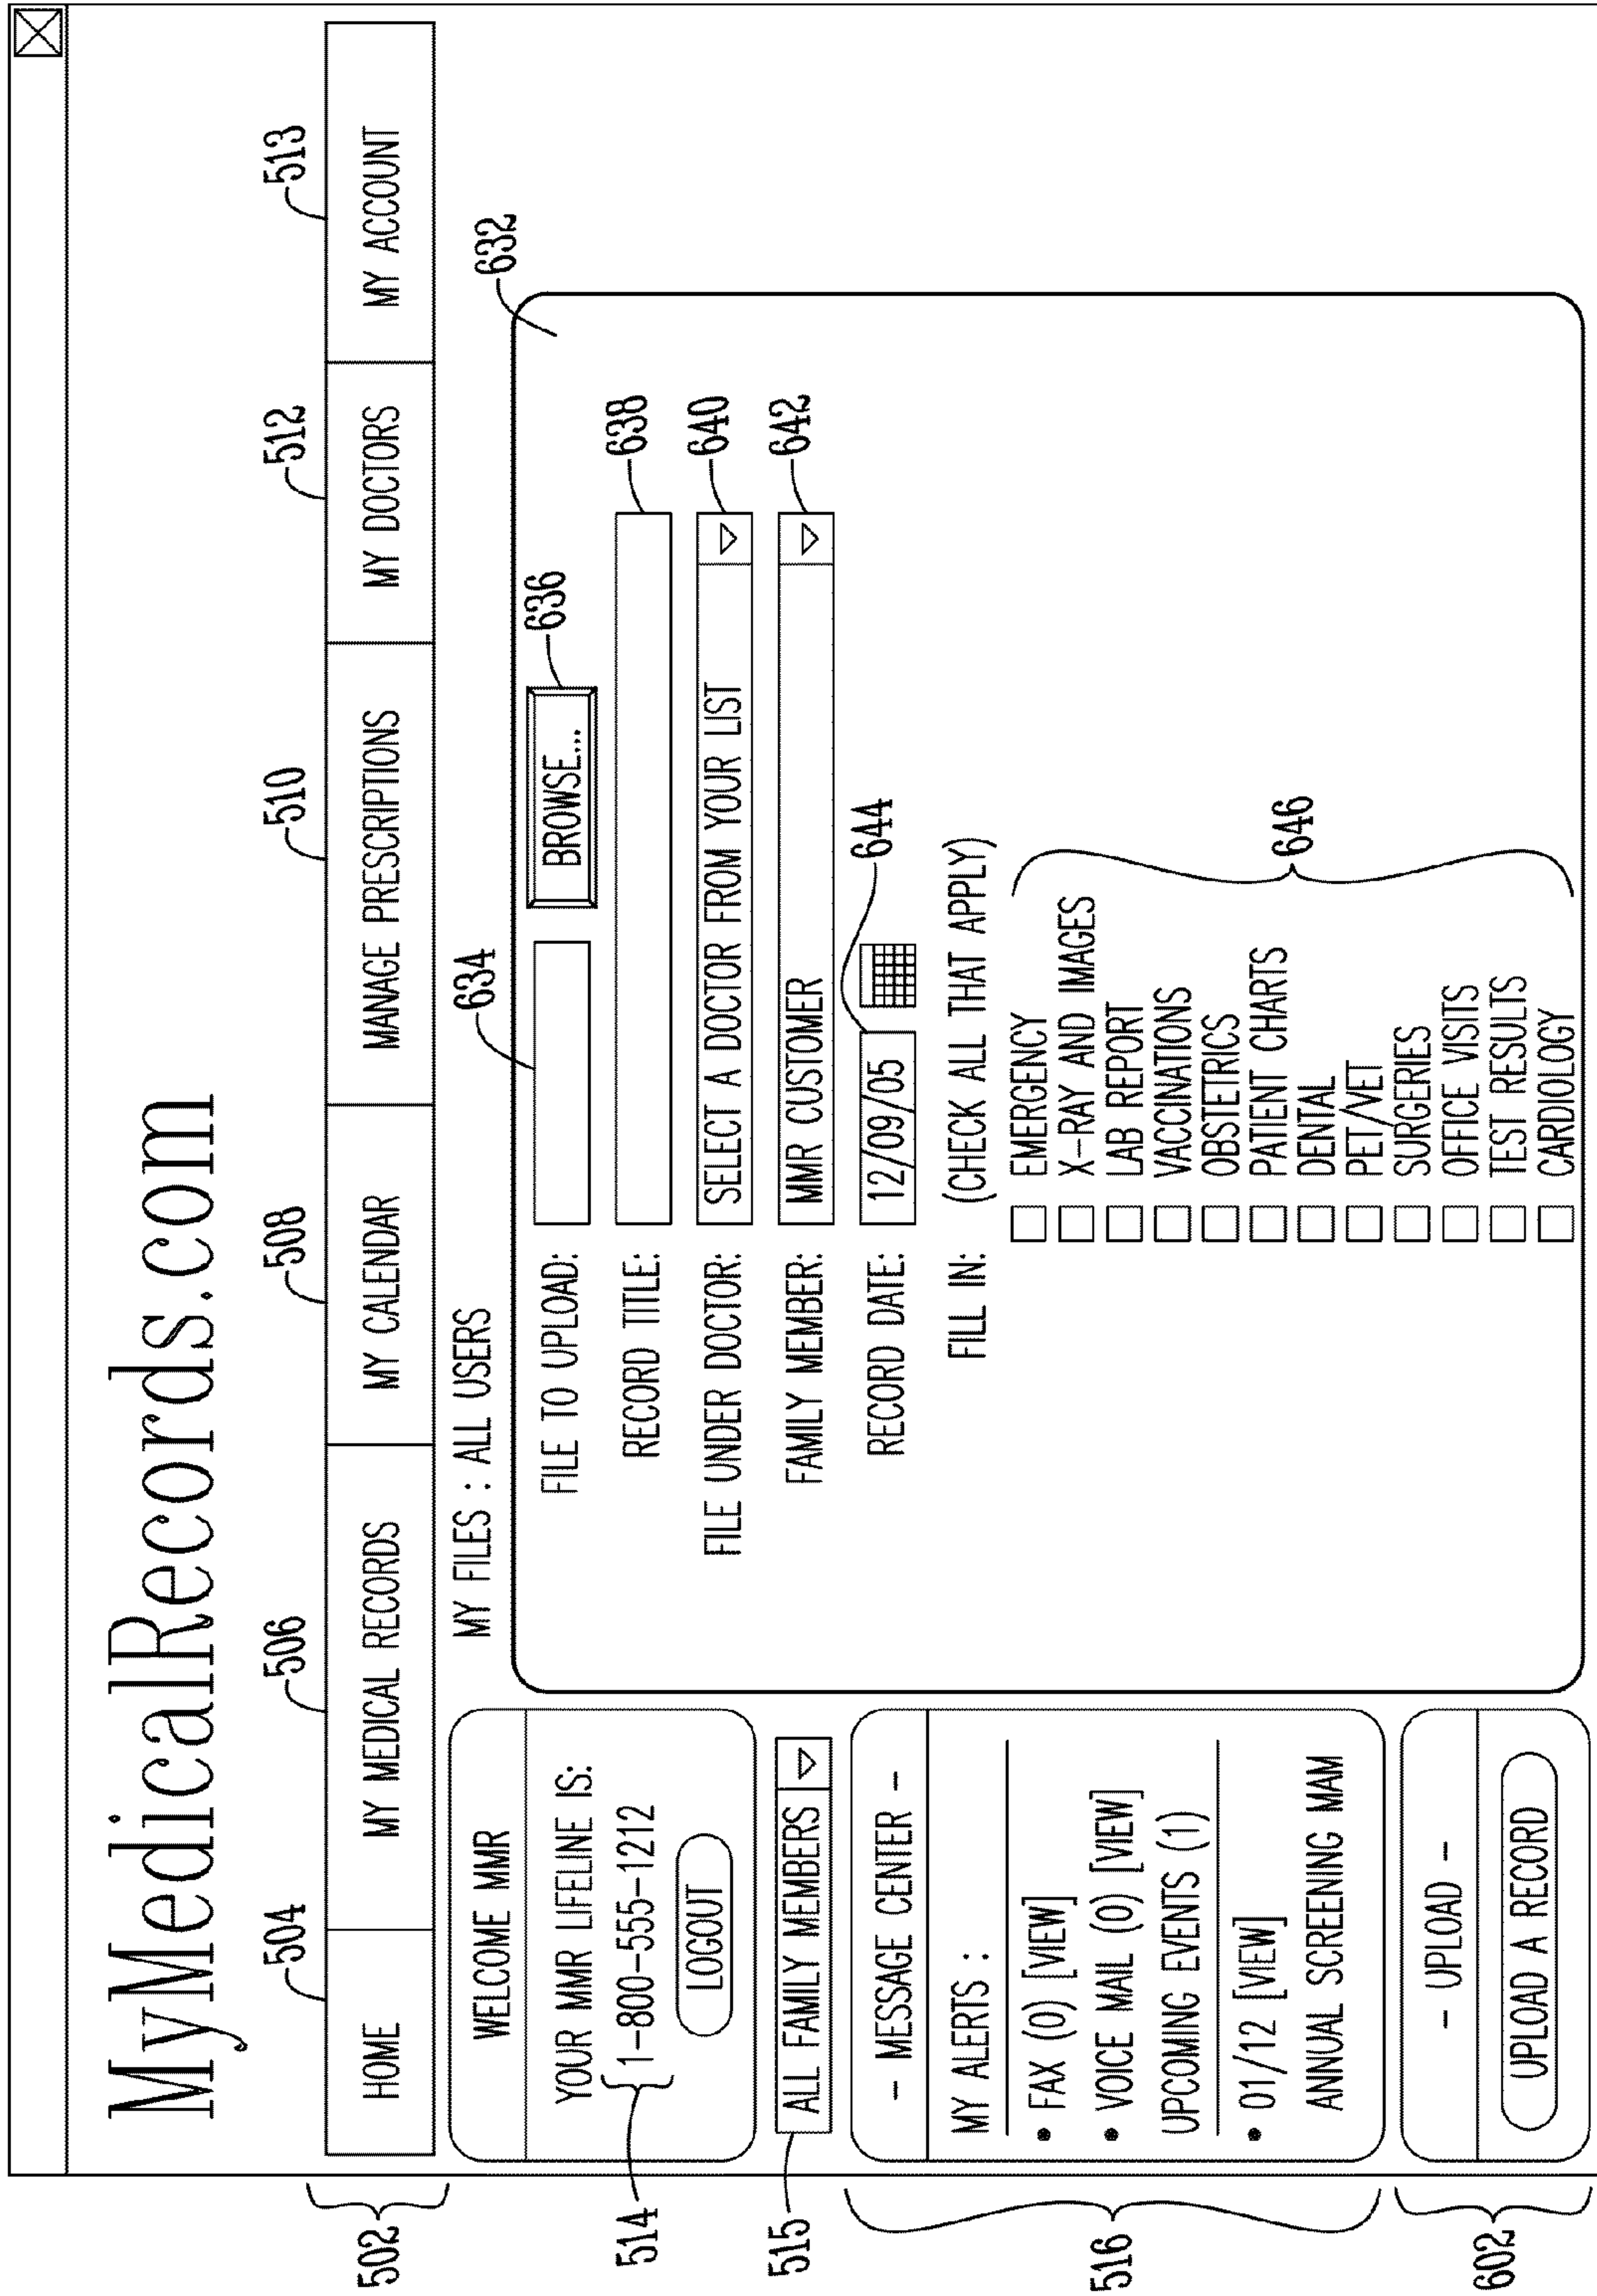 MyMedicalRecords.com
504
506
508
510
512
513
502
HOME
MY MEDICAL RECORDS
MY CALENDAR
MANAGE PRESCRIPTIONS
MY DOCTORS
MY ACCOUNT
WELCOME MMR
YOUR MMR LIFELINE IS:
514
1-800-555-1212
LOGOUT
515
ALL FAMILY MEMBERS
516
- MESSAGE CENTER -
MY ALERTS :
• FAX (0) [VIEW]
• VOICE MAIL (0) [VIEW]
UPCOMING EVENTS (1)
• 01/12 [VIEW]
ANNUAL SCREENING MAM
602
- UPLOAD -
UPLOAD A RECORD
MY FILES : ALL USERS
632
634
FILE TO UPLOAD:
BROWSE...
636
RECORD TITLE:
638
FILE UNDER DOCTOR: SELECT A DOCTOR FROM YOUR LIST
640
FAMILY MEMBER: MMR CUSTOMER
642
RECORD DATE: 12/09/05
644
FILL IN: (CHECK ALL THAT APPLY)
EMERGENCY
X-RAY AND IMAGES
LAB REPORT
VACCINATIONS
OBSTETRICS
PATIENT CHARTS
DENTAL
PET/VET
SURGERIES
OFFICE VISITS
TEST RESULTS
CARDIOLOGY
646